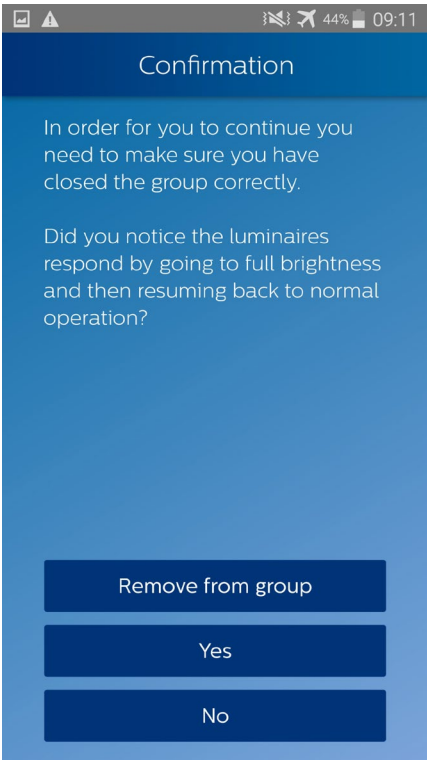 44% 09:11
Confirmation
In order for you to continue you
need to make sure you have
closed the group correctly.
Did you notice the luminaires
respond by going to full brightness
and then resuming back to normal
operation?
Remove from group
Yes
No